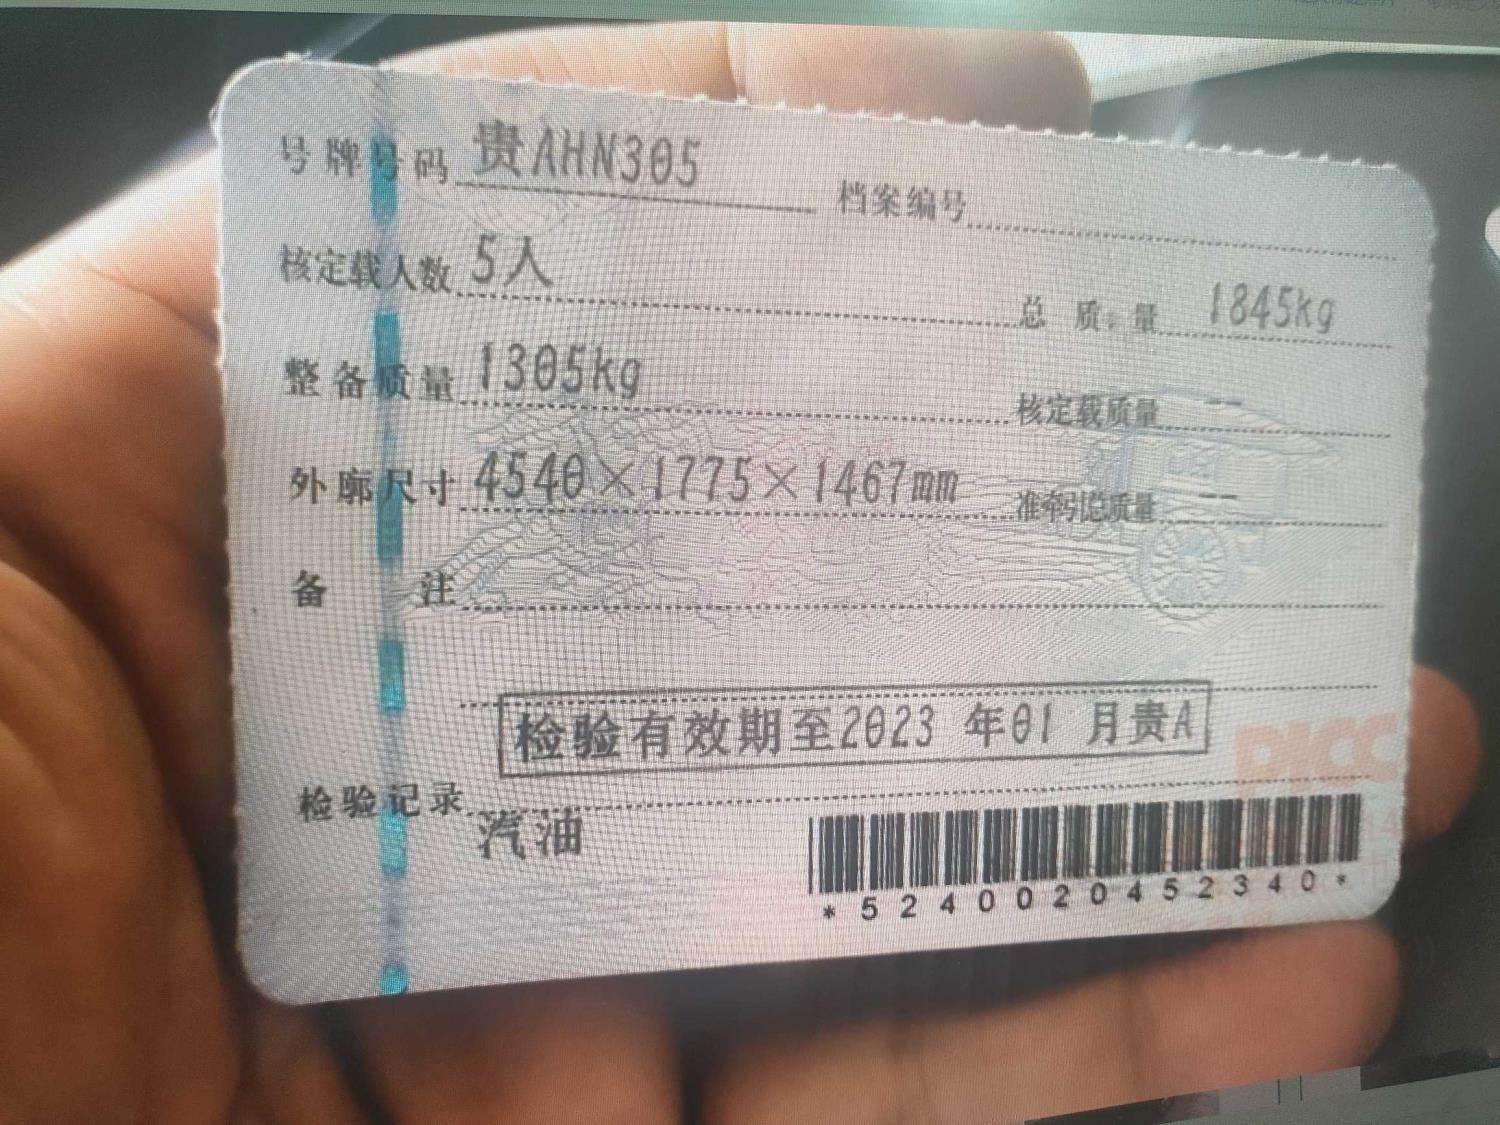 号牌号码 贵AHN305 档案编号
核定载人数 5人 总质量 1845kg
整备质量 1305kg 核定载质量 --
外廓尺寸 4540×1775×1467mm 准牵引总质量 --
备注
检验有效期至2023 年01 月贵A
PICC
检验记录
汽油
*5240020452340*